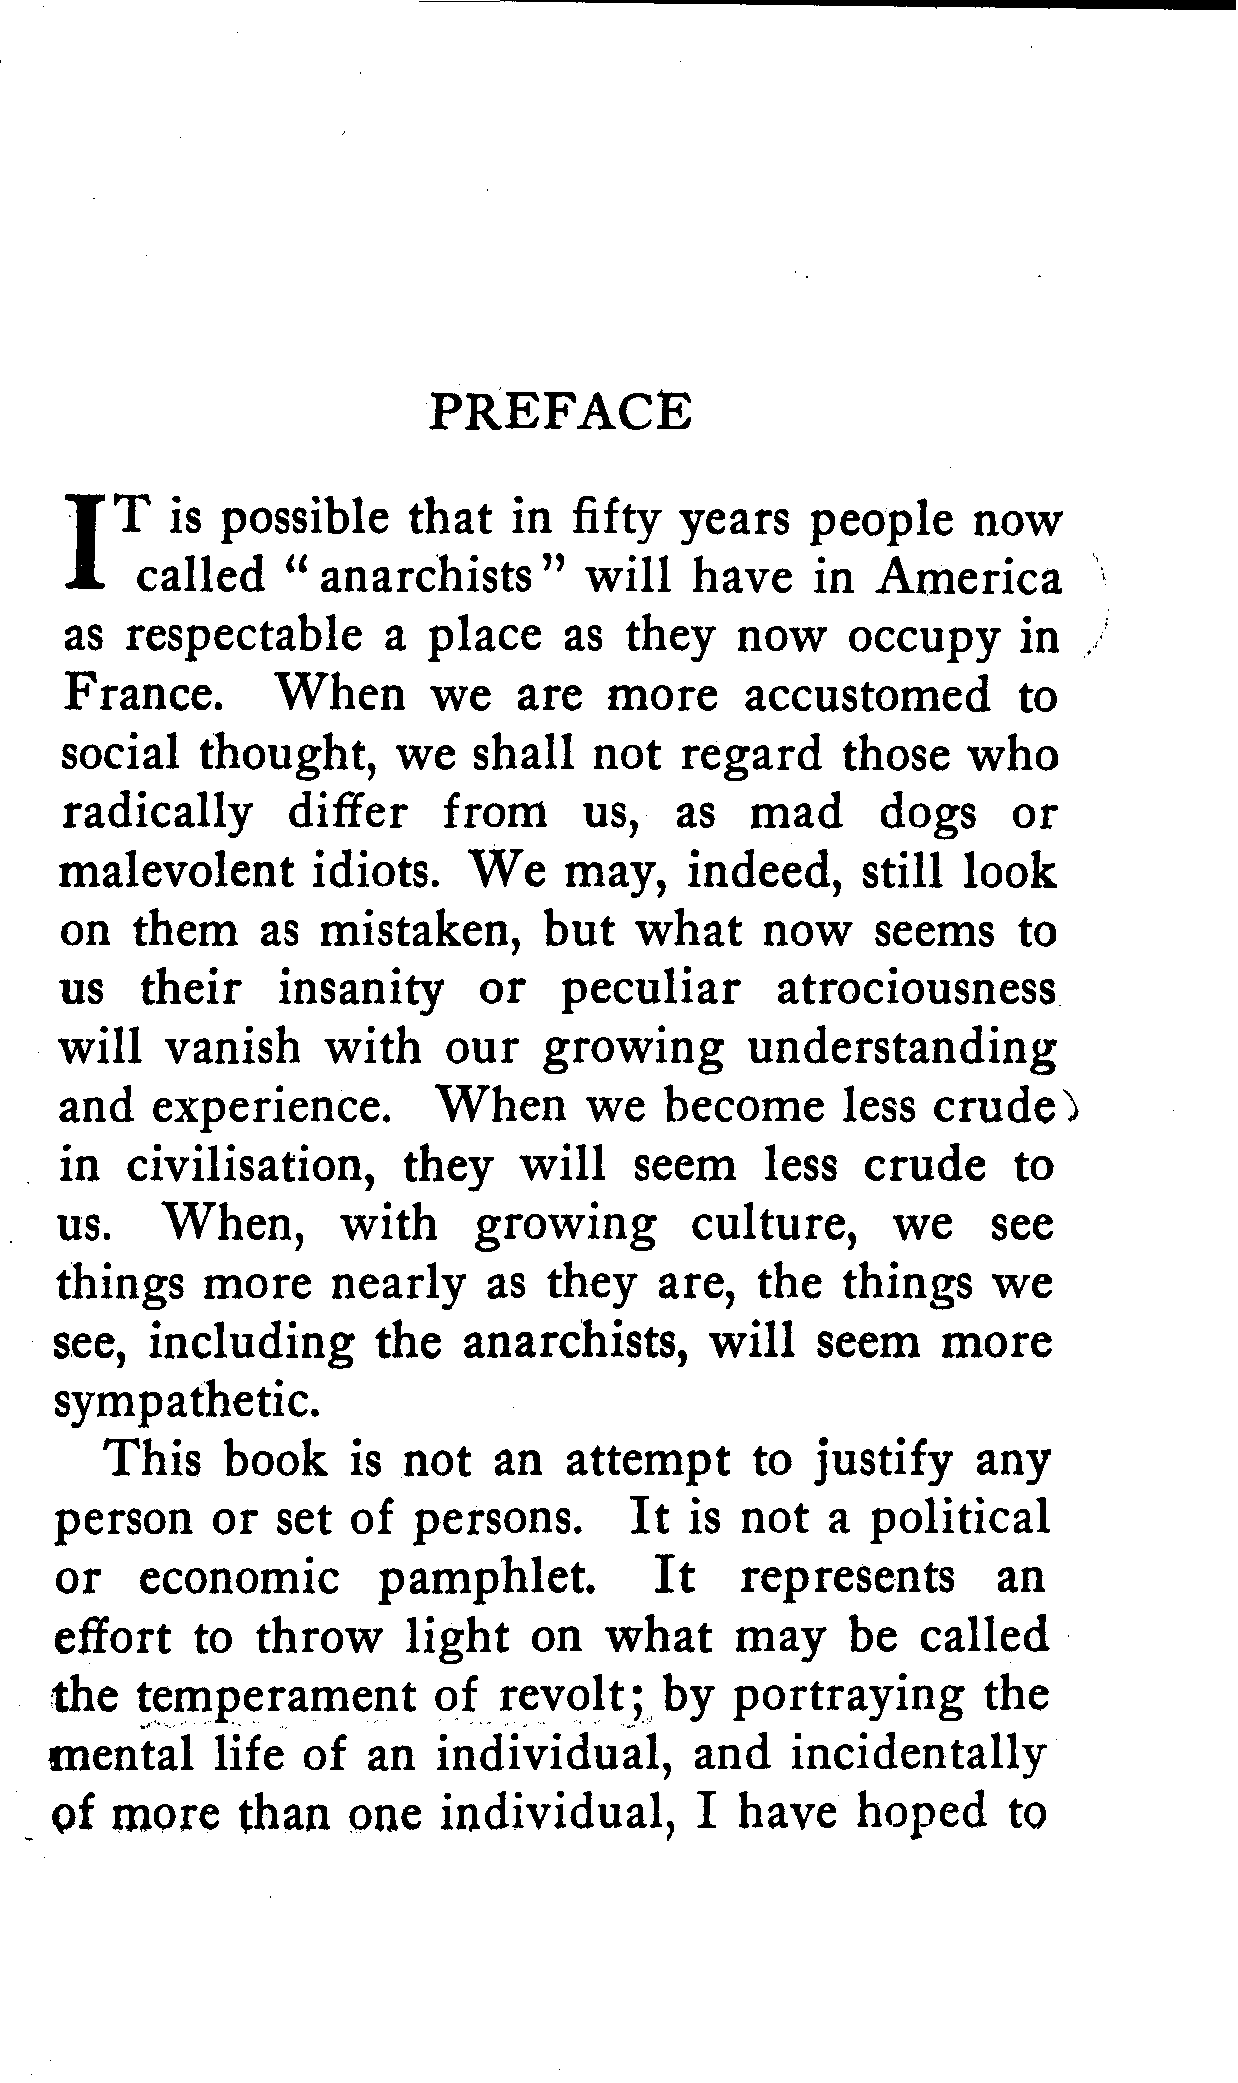 PREFACE
IT is possible that in fifty years people now
called “ anarchists ” will have in America
as respectable a place as they now occupy in
France. When we are more accustomed to
social thought, we shall not regard those who
radically differ from us, as mad dogs or
malevolent idiots. We may, indeed, still look
on them as mistaken, but what now seems to
us their insanity or peculiar atrociousness
will vanish with our growing understanding
and experience. When we become less crude
in civilisation, they will seem less crude to
us. When, with growing culture, we see
things more nearly as they are, the things we
see, including the anarchists, will seem more
sympathetic.
This book is not an attempt to justify any
person or set of persons. It is not a political
or economic pamphlet. It represents an
effort to throw light on what may be called
the temperament of revolt; by portraying the
mental life of an individual, and incidentally
of more than one individual, I have hoped to